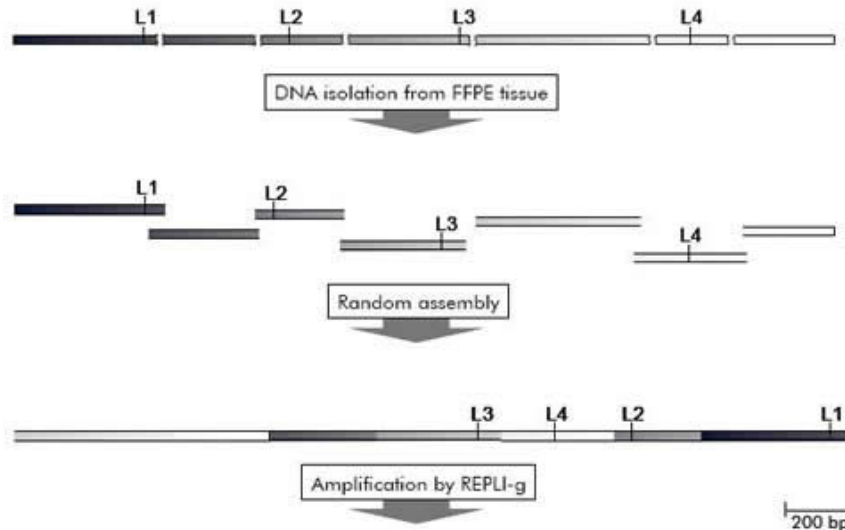 L1 L2 L3 L4
DNA isolation from FFPE tissue
L1 L2
L3
L4
Random assembly
L3 L4 L2 L1
Amplification by REPLI-g
200 bp